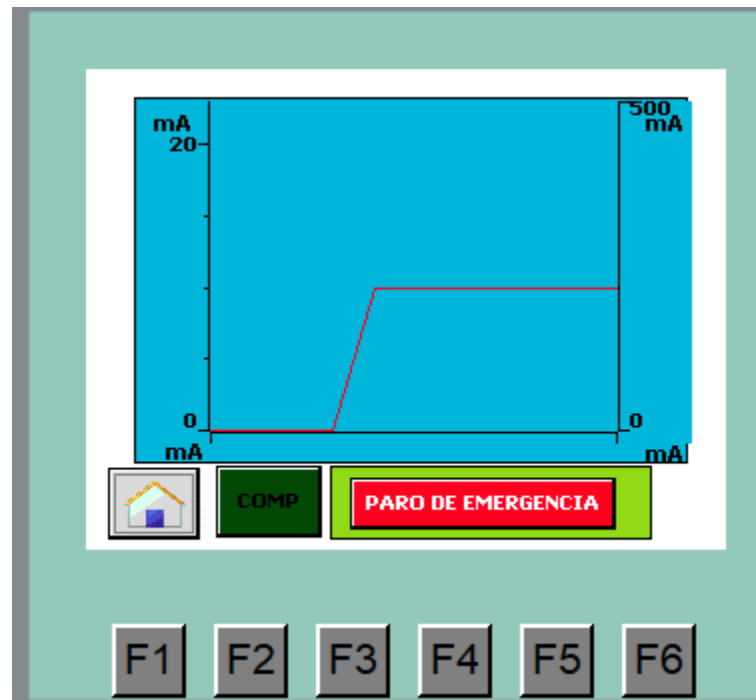 500
mA mA
20
0 0
mA mA
COMP PARO DE EMERGENCIA
F1 F2 F3 F4 F5 F6